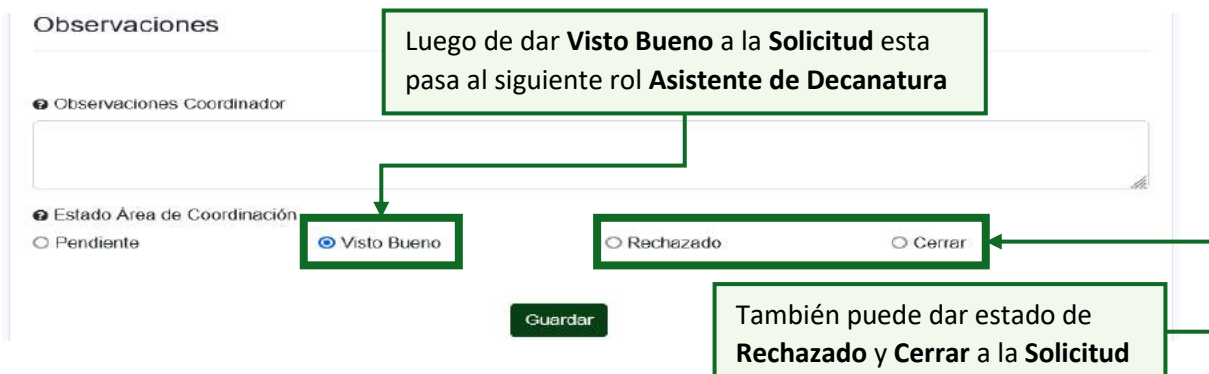 Observaciones
Luego de dar Visto Bueno a la Solicitud esta
pasa al siguiente rol Asistente de Decanatura
Observaciones Coordinador
Estado Área de Coordinación
Pendiente Visto Bueno Rechazado Cerrar
Guardar
También puede dar estado de
Rechazado y Cerrar a la Solicitud